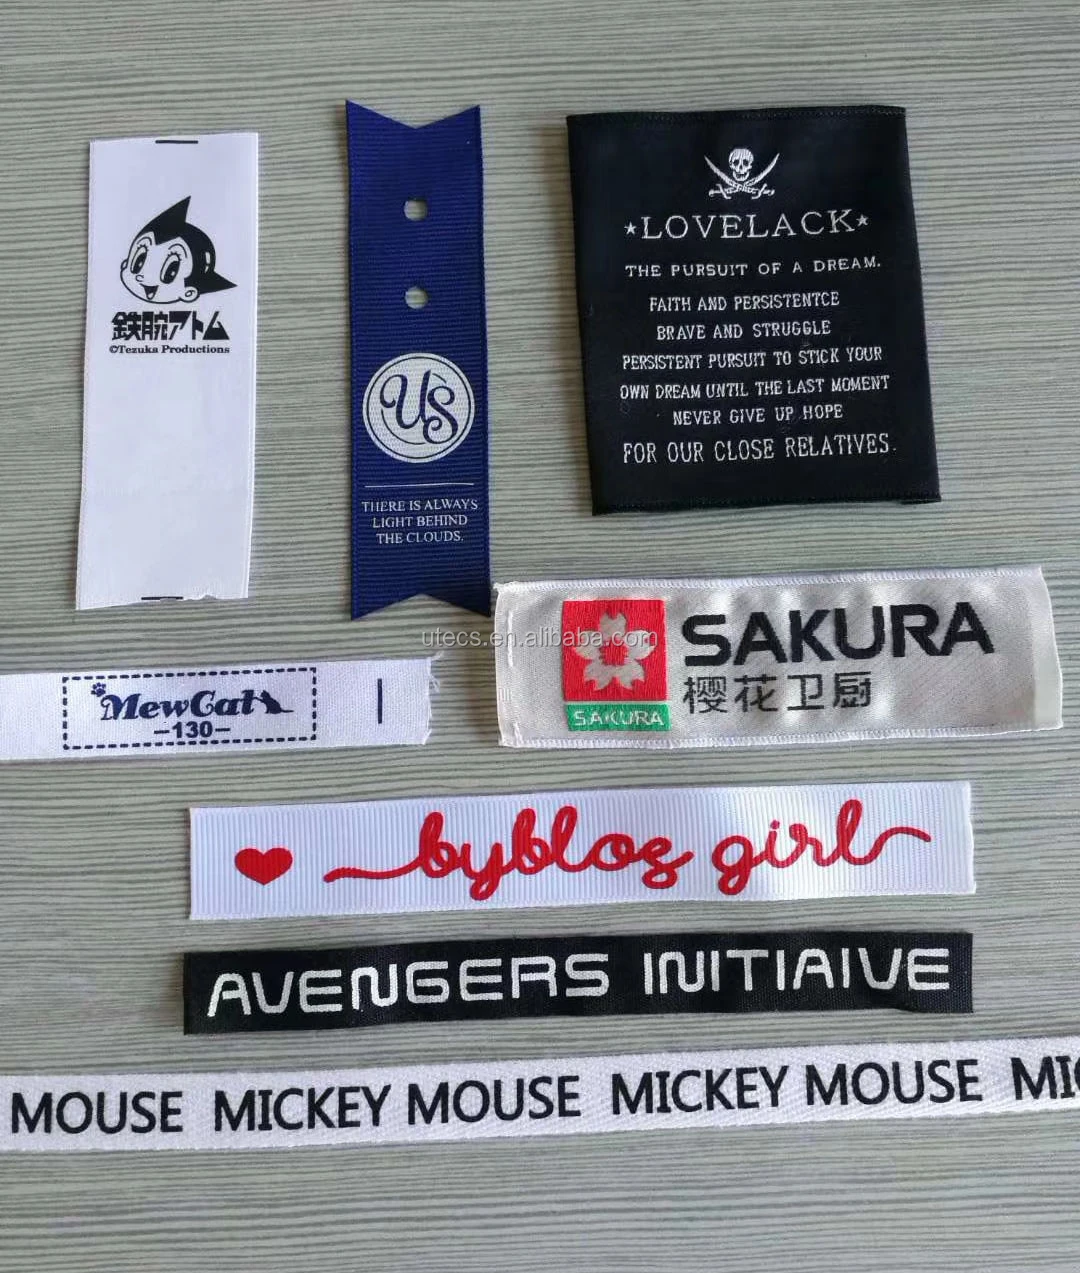 鉄腕アトム
©Tezuka Productions
US
THERE IS ALWAYS
LIGHT BEHIND
THE CLOUDS.
★LOVELACK★
THE PURSUIT OF A DREAM.
FAITH AND PERSISTENTCE
BRAVE AND STRUGGLE
PERSISTENT PURSUIT TO STICK YOUR
OWN DREAM UNTIL THE LAST MOMENT
NEVER GIVE UP HOPE
FOR OUR CLOSE RELATIVES.
utecs.en.alibaba.com
MewCat
-130-
SAKURA
SAKURA
樱花卫厨
byblos girl
AVENGERS INITIAIVE
MOUSE MICKEY MOUSE MICKEY MOUSE MIC